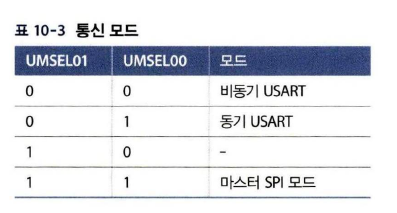 표 10-3 통신 모드
UMSEL01 UMSEL00 모드
0 0 비동기 USART
0 1 동기 USART
1 0 –
1 1 마스터 SPI 모드